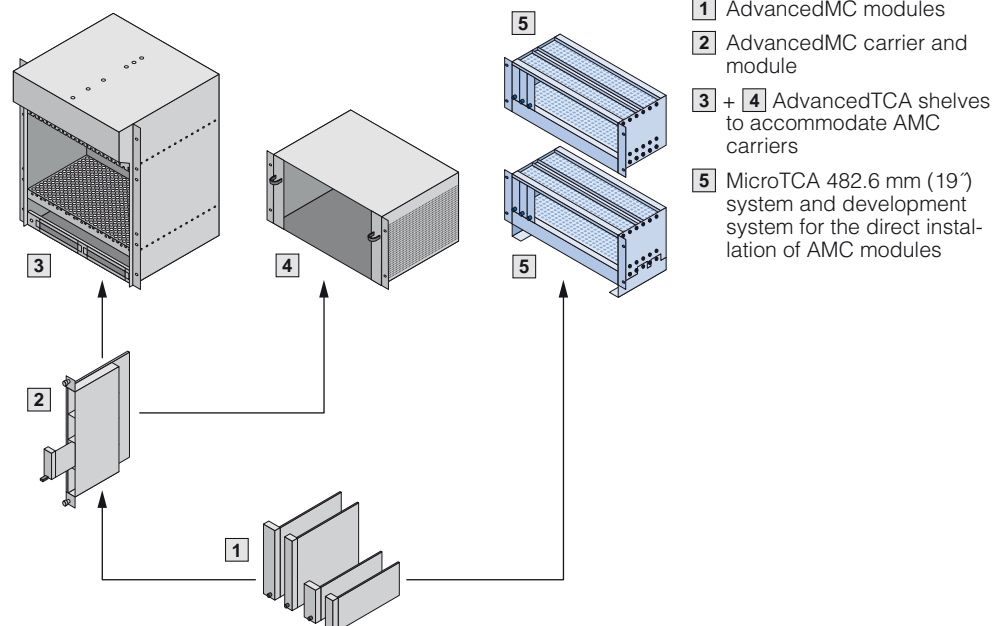 5
1 AdvancedMC modules
2 AdvancedMC carrier and
module
3 + 4 AdvancedTCA shelves
to accommodate AMC
carriers
5 MicroTCA 482.6 mm (19˝)
system and development
system for the direct instal-
lation of AMC modules
3
4
5
2
1